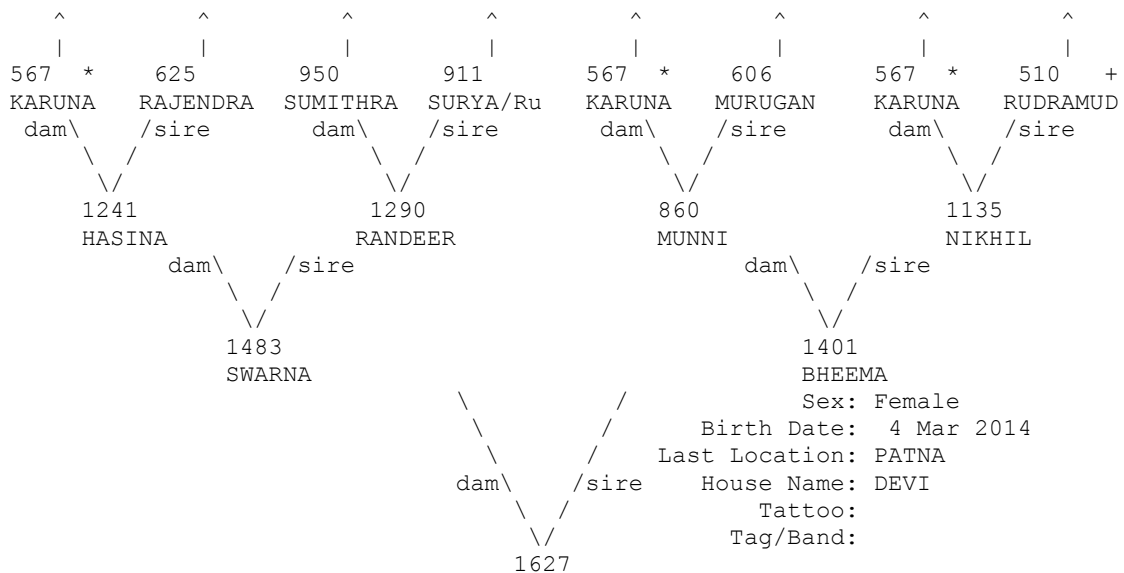 ^ ^ ^ ^ ^ ^ ^ ^
| | | | | | | |
567 * 625 950 911 567 * 606 567 * 510 +
KARUNA RAJENDRA SUMITHRA SURYA/Ru KARUNA MURUGAN KARUNA RUDRAMUD
dam\ /sire dam\ /sire dam\ /sire dam\ /sire
\ / \ / \ / \ /
\/ \/ \/ \/
1241 1290 860 1135
HASINA RANDEER MUNNI NIKHIL
dam\ /sire dam\ /sire
\ / \ /
\/ \/
1483 1401
SWARNA BHEEMA
\ / Sex: Female
\ / Birth Date: 4 Mar 2014
\ / Last Location: PATNA
dam\ /sire House Name: DEVI
\ / Tattoo:
\/ Tag/Band:
1627